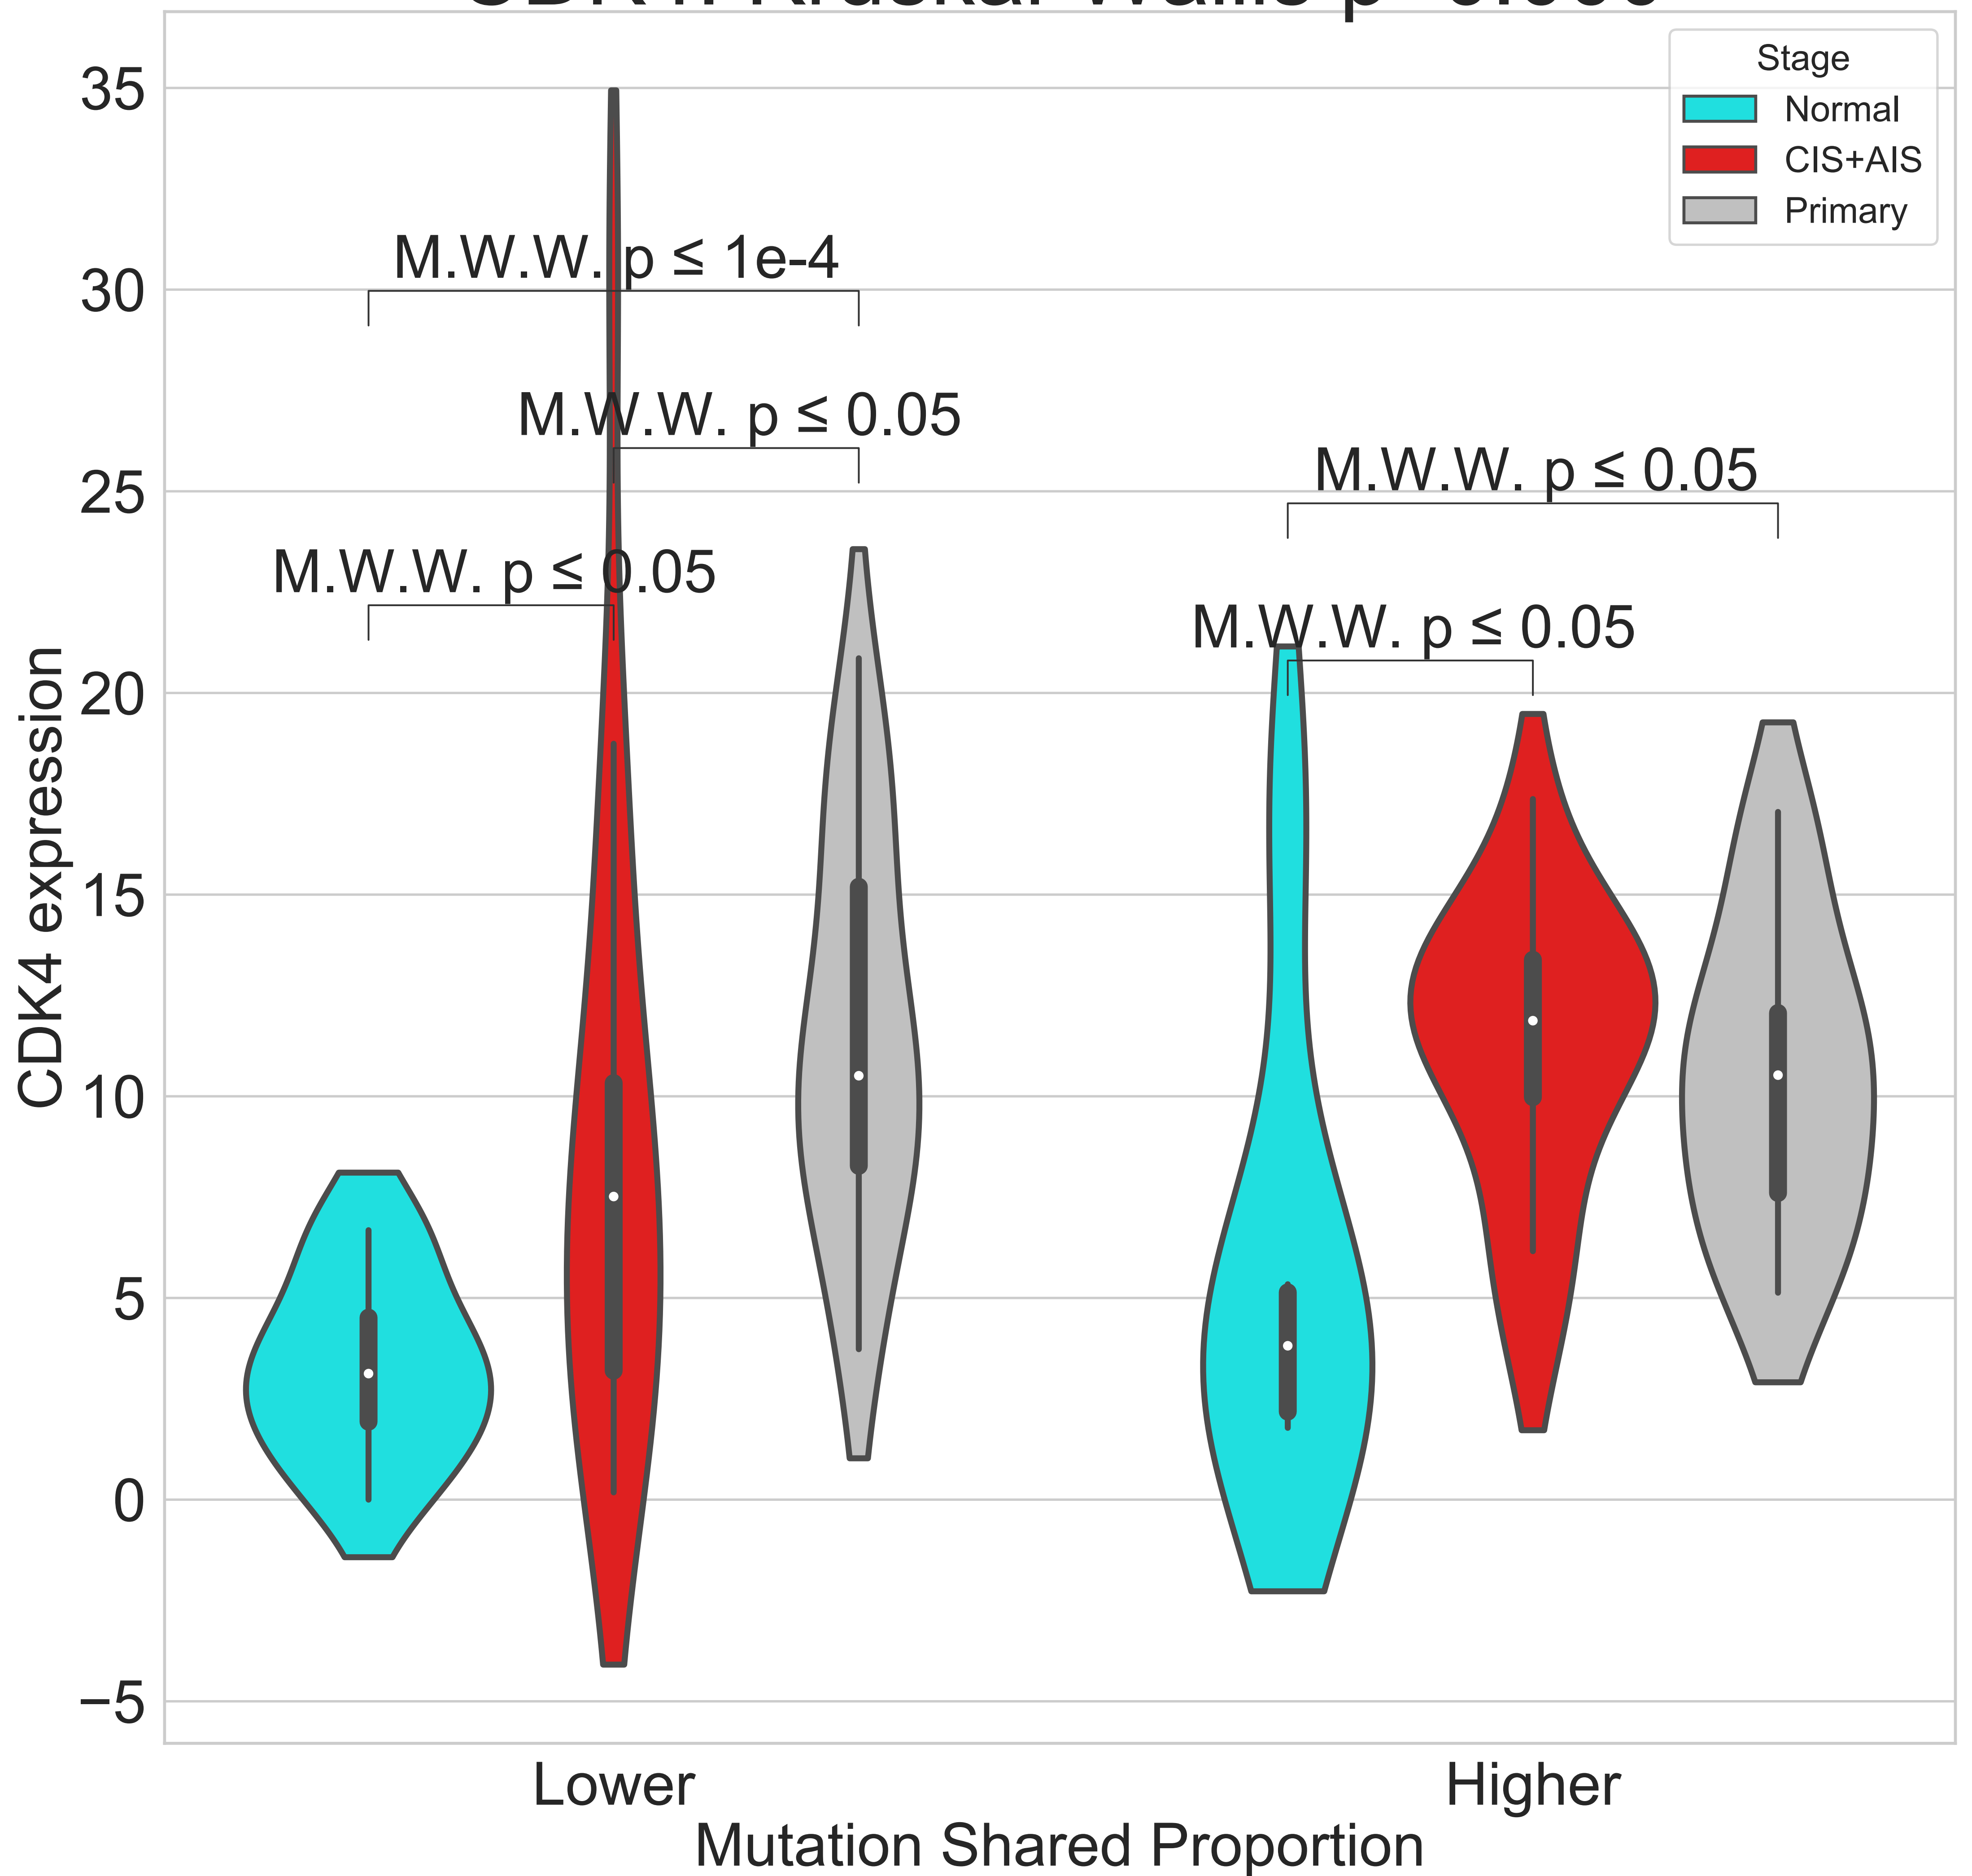 Stage
Normal
CIS+AIS
Primary
35
30
25
20
15
10
5
0
−5
CDK4 expression
M.W.W. p ≤ 1e-4
M.W.W. p ≤ 0.05
M.W.W. p ≤ 0.05
M.W.W. p ≤ 0.05
M.W.W. p ≤ 0.05
Lower
Higher
Mutation Shared Proportion